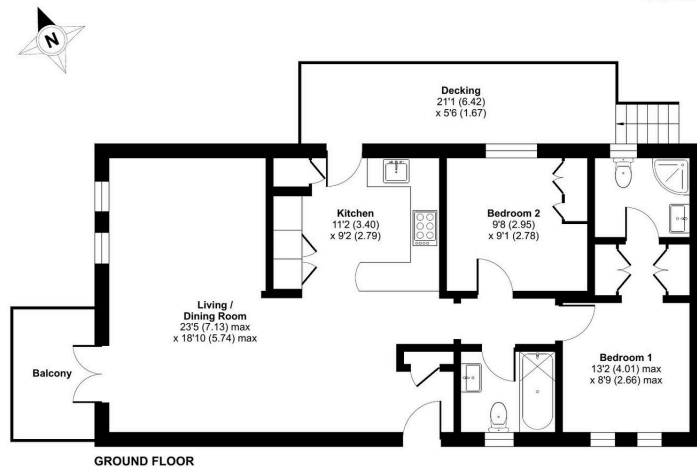 N
Decking
21'1 (6.42)
x 5'6 (1.67)
Kitchen
11'2 (3.40)
x 9'2 (2.79)
Bedroom 2
9'8 (2.95)
x 9'1 (2.78)
Living /
Dining Room
23'5 (7.13) max
x 18'10 (5.74) max
Balcony
Bedroom 1
13'2 (4.01) max
x 8'9 (2.66) max
GROUND FLOOR